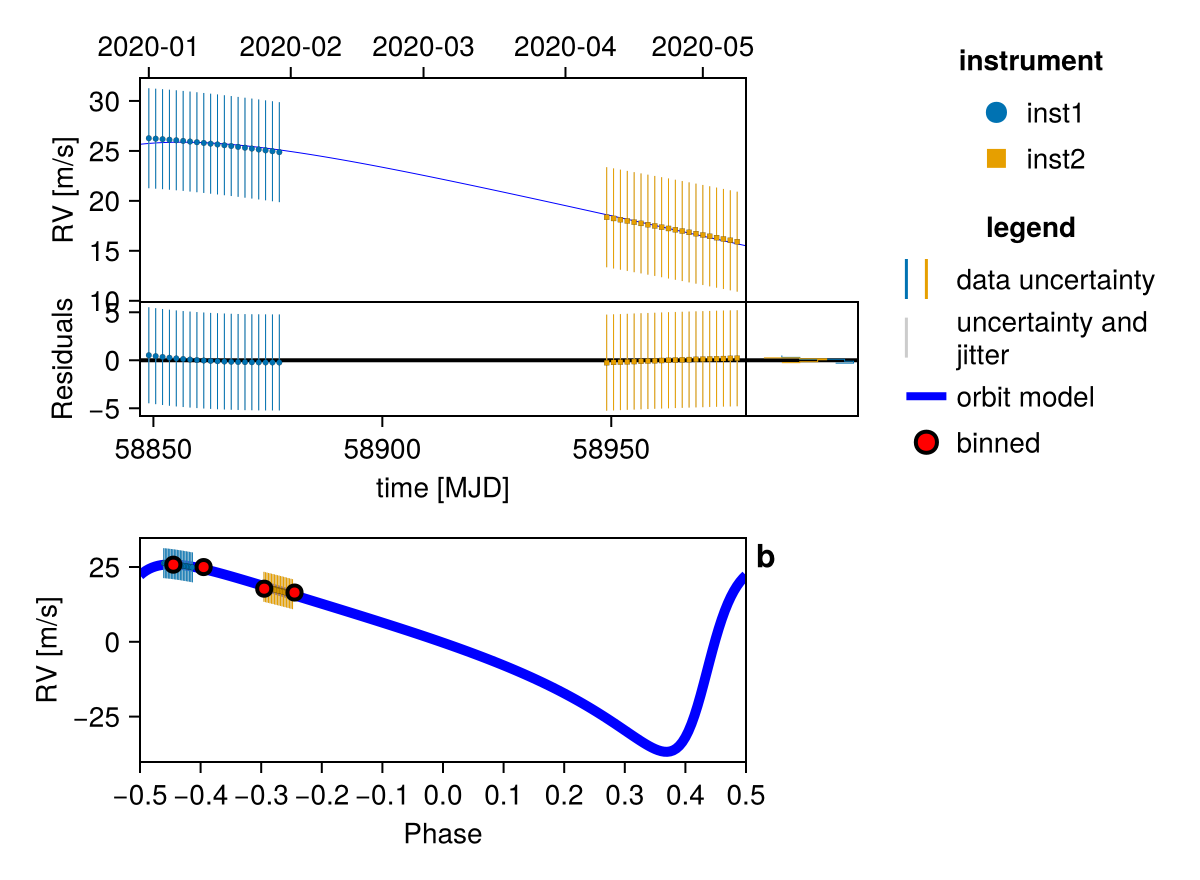 2020-01 2020-02 2020-03 2020-04 2020-05
30
25
20
15
10
RV [m/s]
5
0
−5
Residuals
58850 58900 58950
time [MJD]
instrument
inst1
inst2
legend
data uncertainty
uncertainty and
jitter
orbit model
binned
b
25
0
−25
RV [m/s]
−0.5 −0.4 −0.3 −0.2 −0.1 0.0 0.1 0.2 0.3 0.4 0.5
Phase